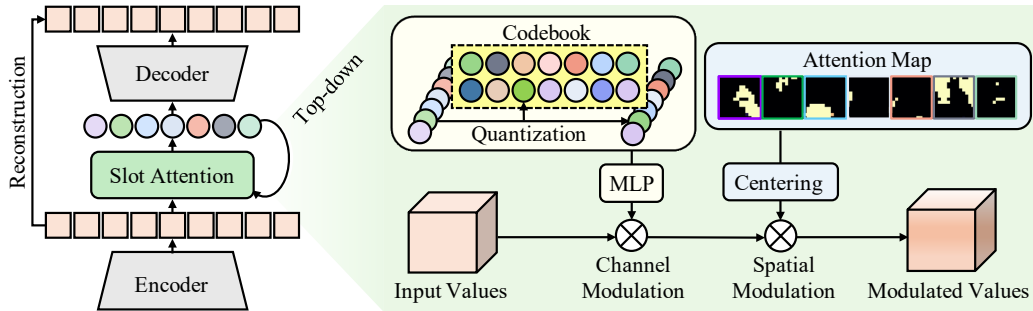 Reconstruction
Decoder
Slot Attention
Encoder
Top-down
Codebook
Quantization
Attention Map
MLP
Centering
Input Values
Channel
Modulation
Spatial
Modulation
Modulated Values